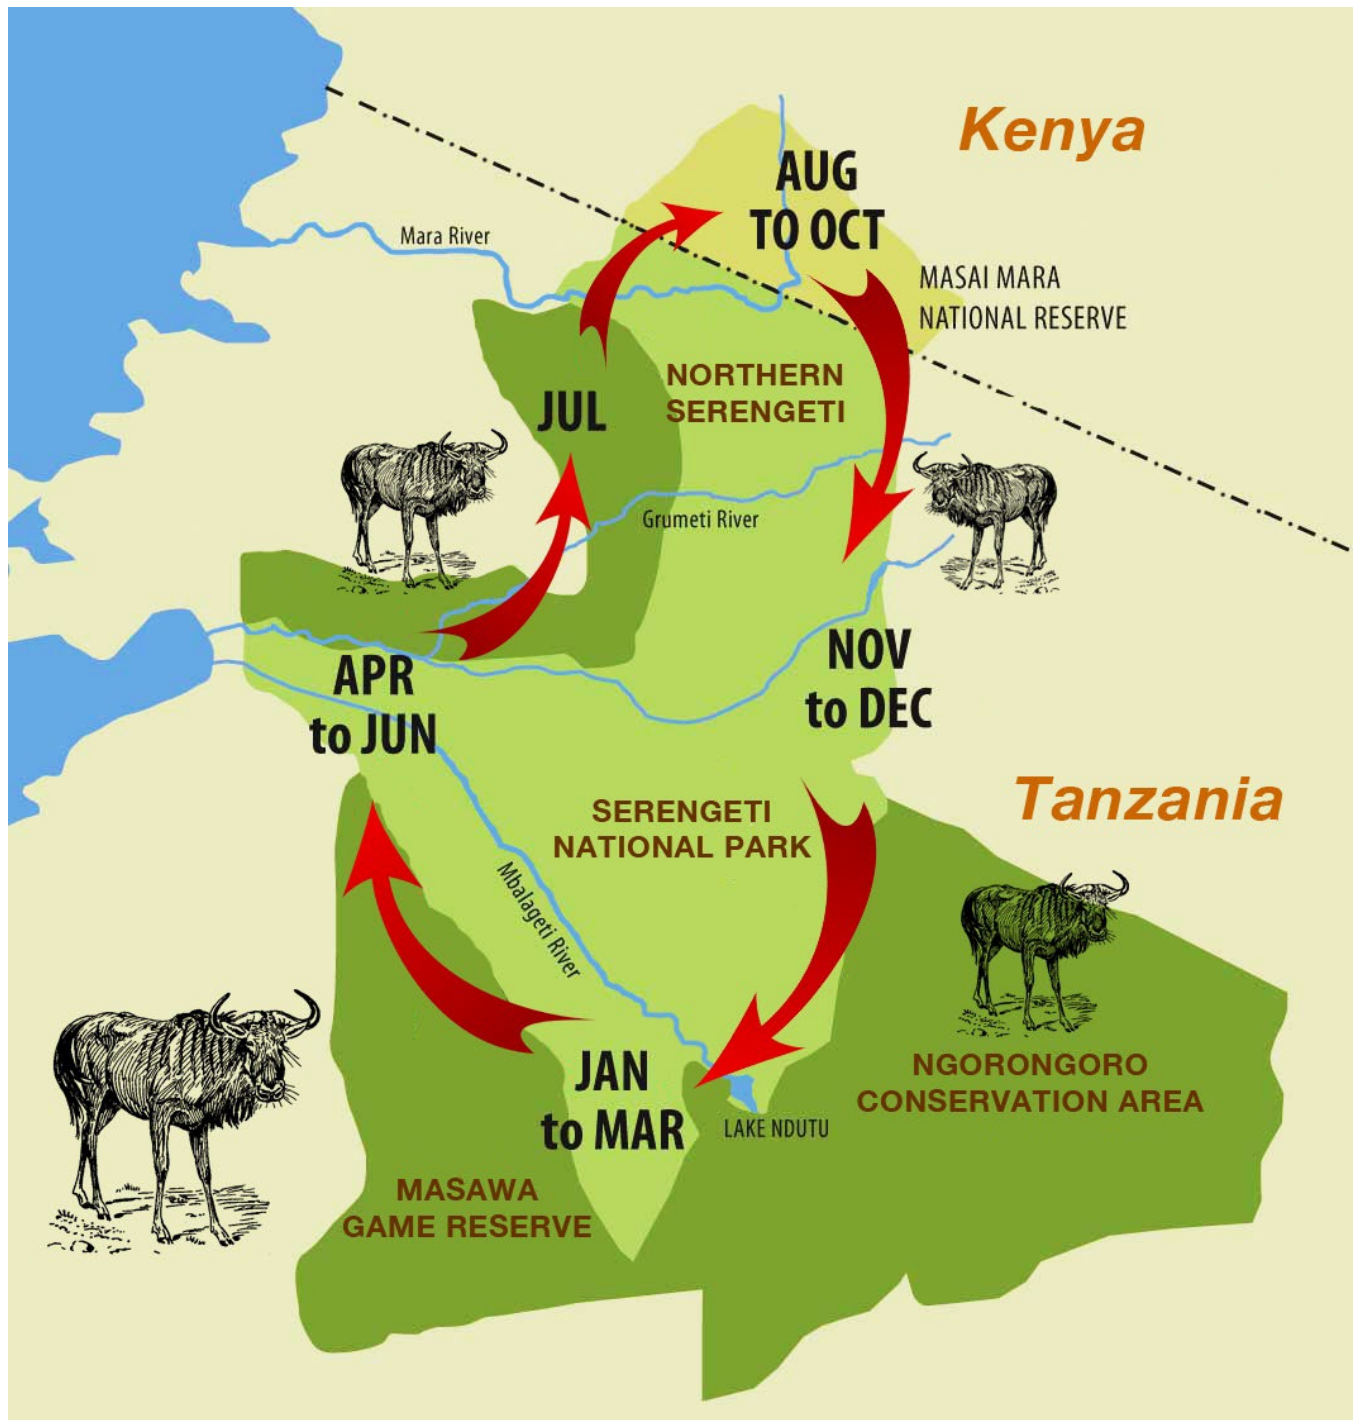 Kenya
AUG
TO OCT
Mara River
MASAI MARA
NATIONAL RESERVE
NORTHERN
SERENGETI
JUL
Grumeti River
NOV
to DEC
APR
to JUN
Tanzania
SERENGETI
NATIONAL PARK
Mbalageti River
NGORONGORO
CONSERVATION AREA
JAN
to MAR
LAKE NDUTU
MASAWA
GAME RESERVE